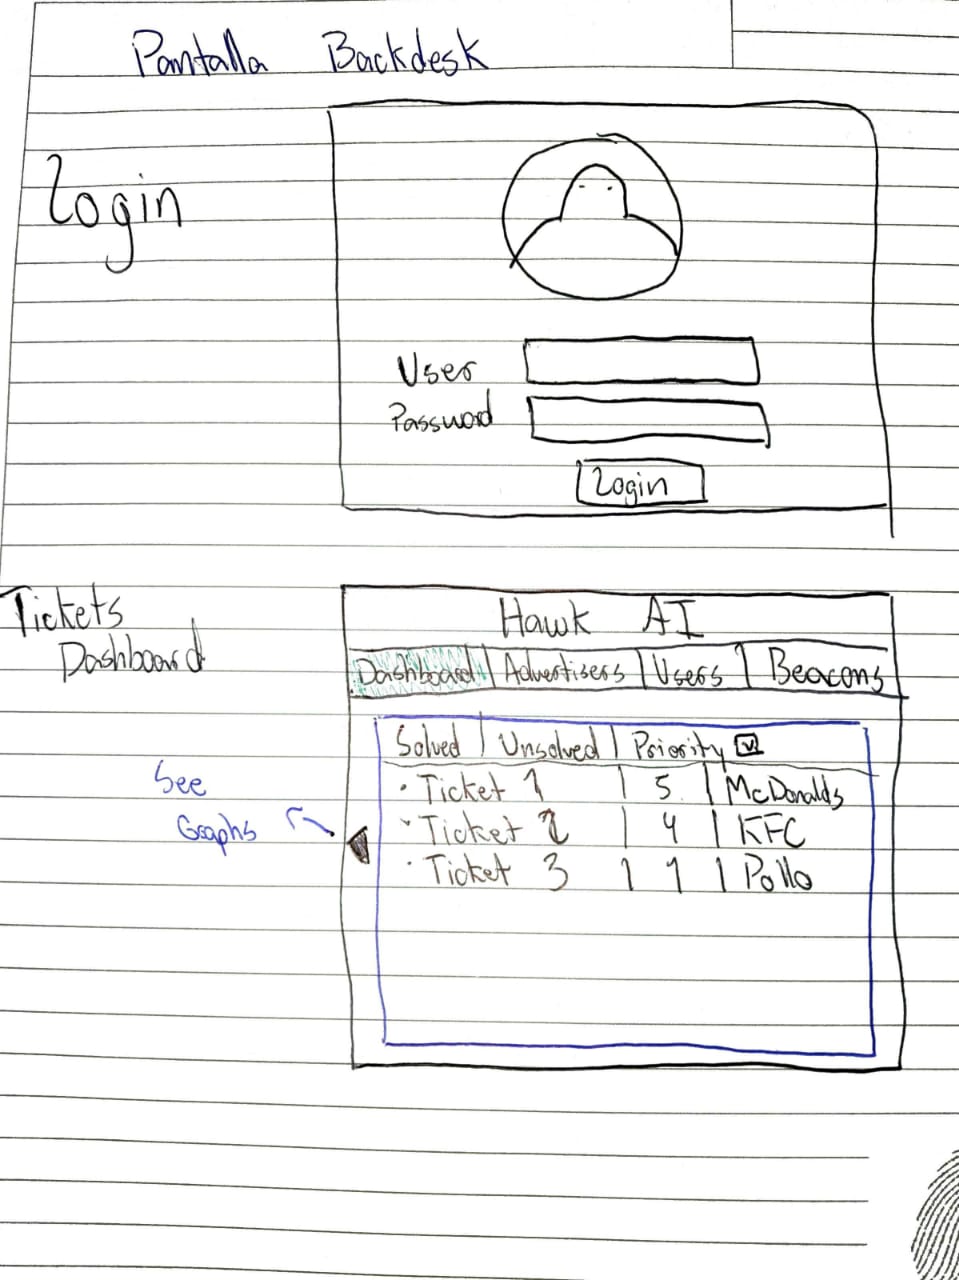 Pantalla Backdesk
Login
User
Password
Login
Tickets
Dashboard
Hawk AI
Dashboard | Advertisers | Users | Beacons
Solved | Unsolved | Priority v
· Ticket 1 | 5 | McDonalds
· Ticket 2 | 4 | KFC
· Ticket 3 | 1 | Pollo
See
Graphs